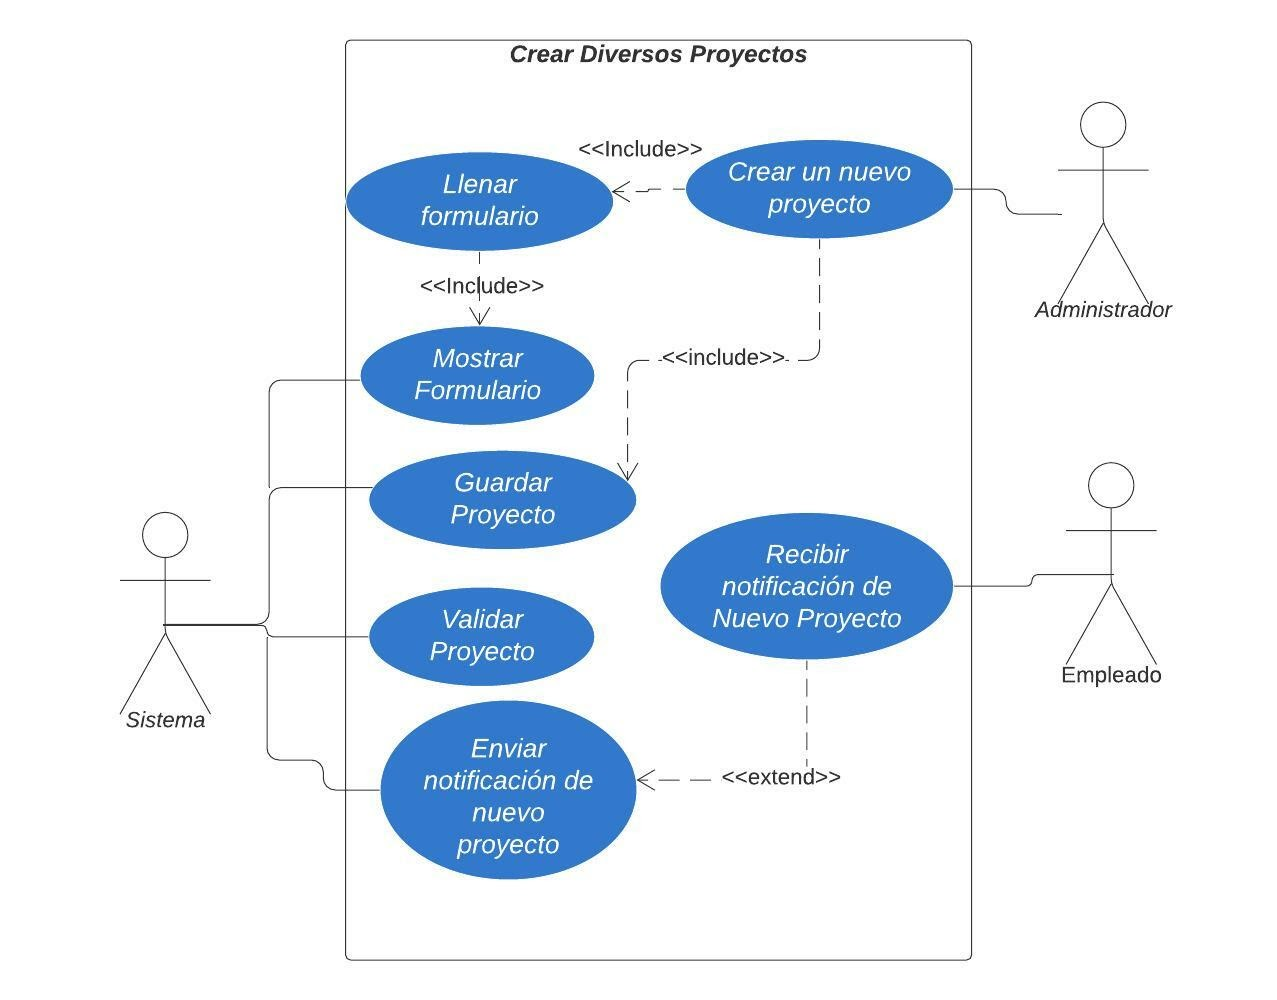 Crear Diversos Proyectos
<<Include>>
Llenar
formulario
Crear un nuevo
proyecto
<<Include>>
Administrador
Mostrar
Formulario
<<include>>
Guardar
Proyecto
Recibir
notificación de
Nuevo Proyecto
Validar
Proyecto
Empleado
Sistema
Enviar
notificación de
nuevo
proyecto
<<extend>>